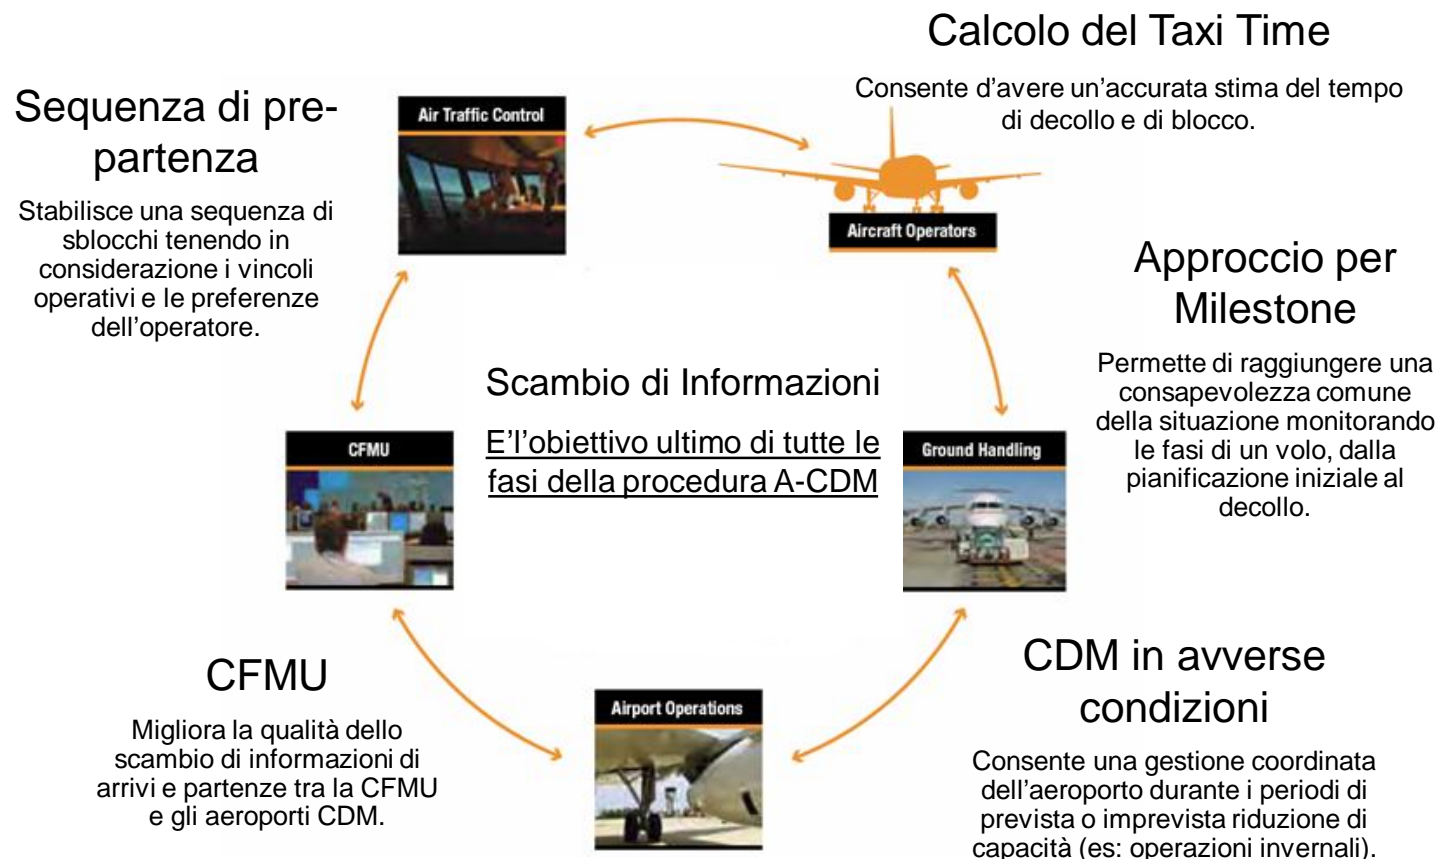 Calcolo del Taxi Time
Consente d'avere un'accurata stima del tempo
di decollo e di blocco.
Sequenza di pre-
partenza
Stabilisce una sequenza di
sblocchi tenendo in
considerazione i vincoli
operativi e le preferenze
dell'operatore.
Air Traffic Control
Aircraft Operators
Approccio per
Milestone
Permette di raggiungere una
consapevolezza comune
della situazione monitorando
le fasi di un volo, dalla
pianificazione iniziale al
decollo.
Scambio di Informazioni
E'l'obiettivo ultimo di tutte le
fasi della procedura A-CDM
CFMU
Ground Handling
CFMU
Migliora la qualità dello
scambio di informazioni di
arrivi e partenze tra la CFMU
e gli aeroporti CDM.
Airport Operations
CDM in avverse
condizioni
Consente una gestione coordinata
dell'aeroporto durante i periodi di
prevista o imprevista riduzione di
capacità (es: operazioni invernali).